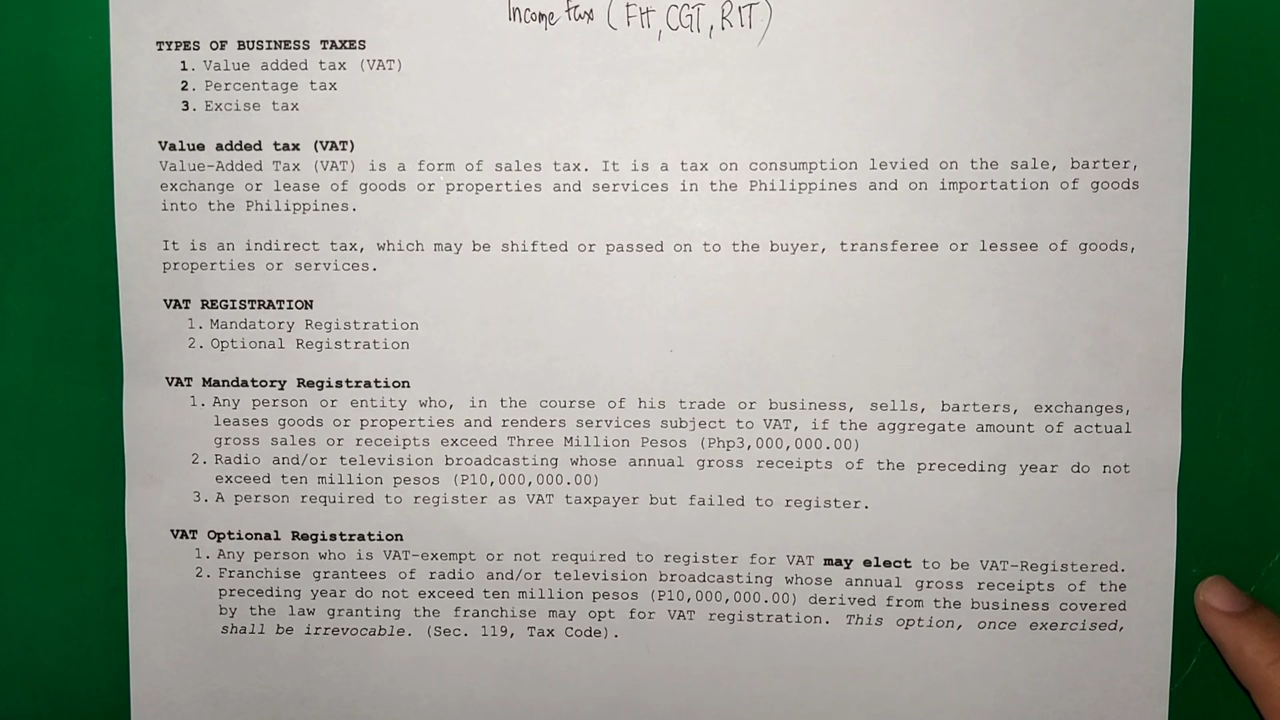 Income tax (FIT, CGT, RIT)
TYPES OF BUSINESS TAXES
1. Value added tax (VAT)
2. Percentage tax
3. Excise tax
Value added tax (VAT)
Value-Added Tax (VAT) is a form of sales tax. It is a tax on consumption levied on the sale, barter,
exchange or lease of goods or properties and services in the Philippines and on importation of goods
into the Philippines.
It is an indirect tax, which may be shifted or passed on to the buyer, transferee or lessee of goods,
properties or services.
VAT REGISTRATION
1. Mandatory Registration
2. Optional Registration
VAT Mandatory Registration
1. Any person or entity who, in the course of his trade or business, sells, barters, exchanges,
leases goods or properties and renders services subject to VAT, if the aggregate amount of actual
gross sales or receipts exceed Three Million Pesos (Php3,000,000.00)
2. Radio and/or television broadcasting whose annual gross receipts of the preceding year do not
exceed ten million pesos (P10,000,000.00)
3. A person required to register as VAT taxpayer but failed to register.
VAT Optional Registration
1. Any person who is VAT-exempt or not required to register for VAT may elect to be VAT-Registered.
2. Franchise grantees of radio and/or television broadcasting whose annual gross receipts of the
preceding year do not exceed ten million pesos (P10,000,000.00) derived from the business covered
by the law granting the franchise may opt for VAT registration. This option, once exercised,
shall be irrevocable. (Sec. 119, Tax Code).